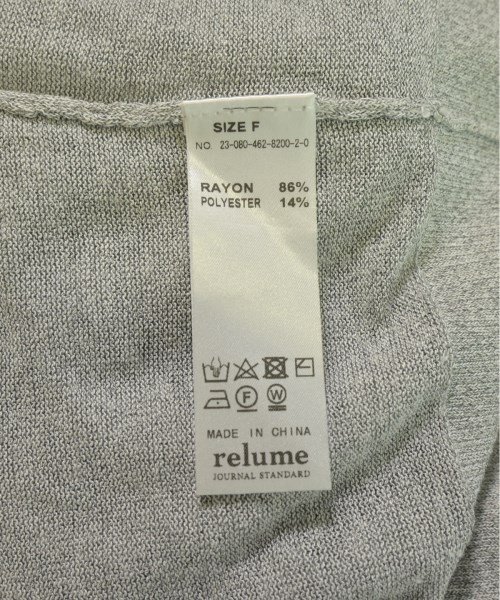 SIZE F
NO. 23-080-462-8200-2-0
RAYON 86%
POLYESTER 14%
F W
MADE IN CHINA
relume
JOURNAL STANDARD